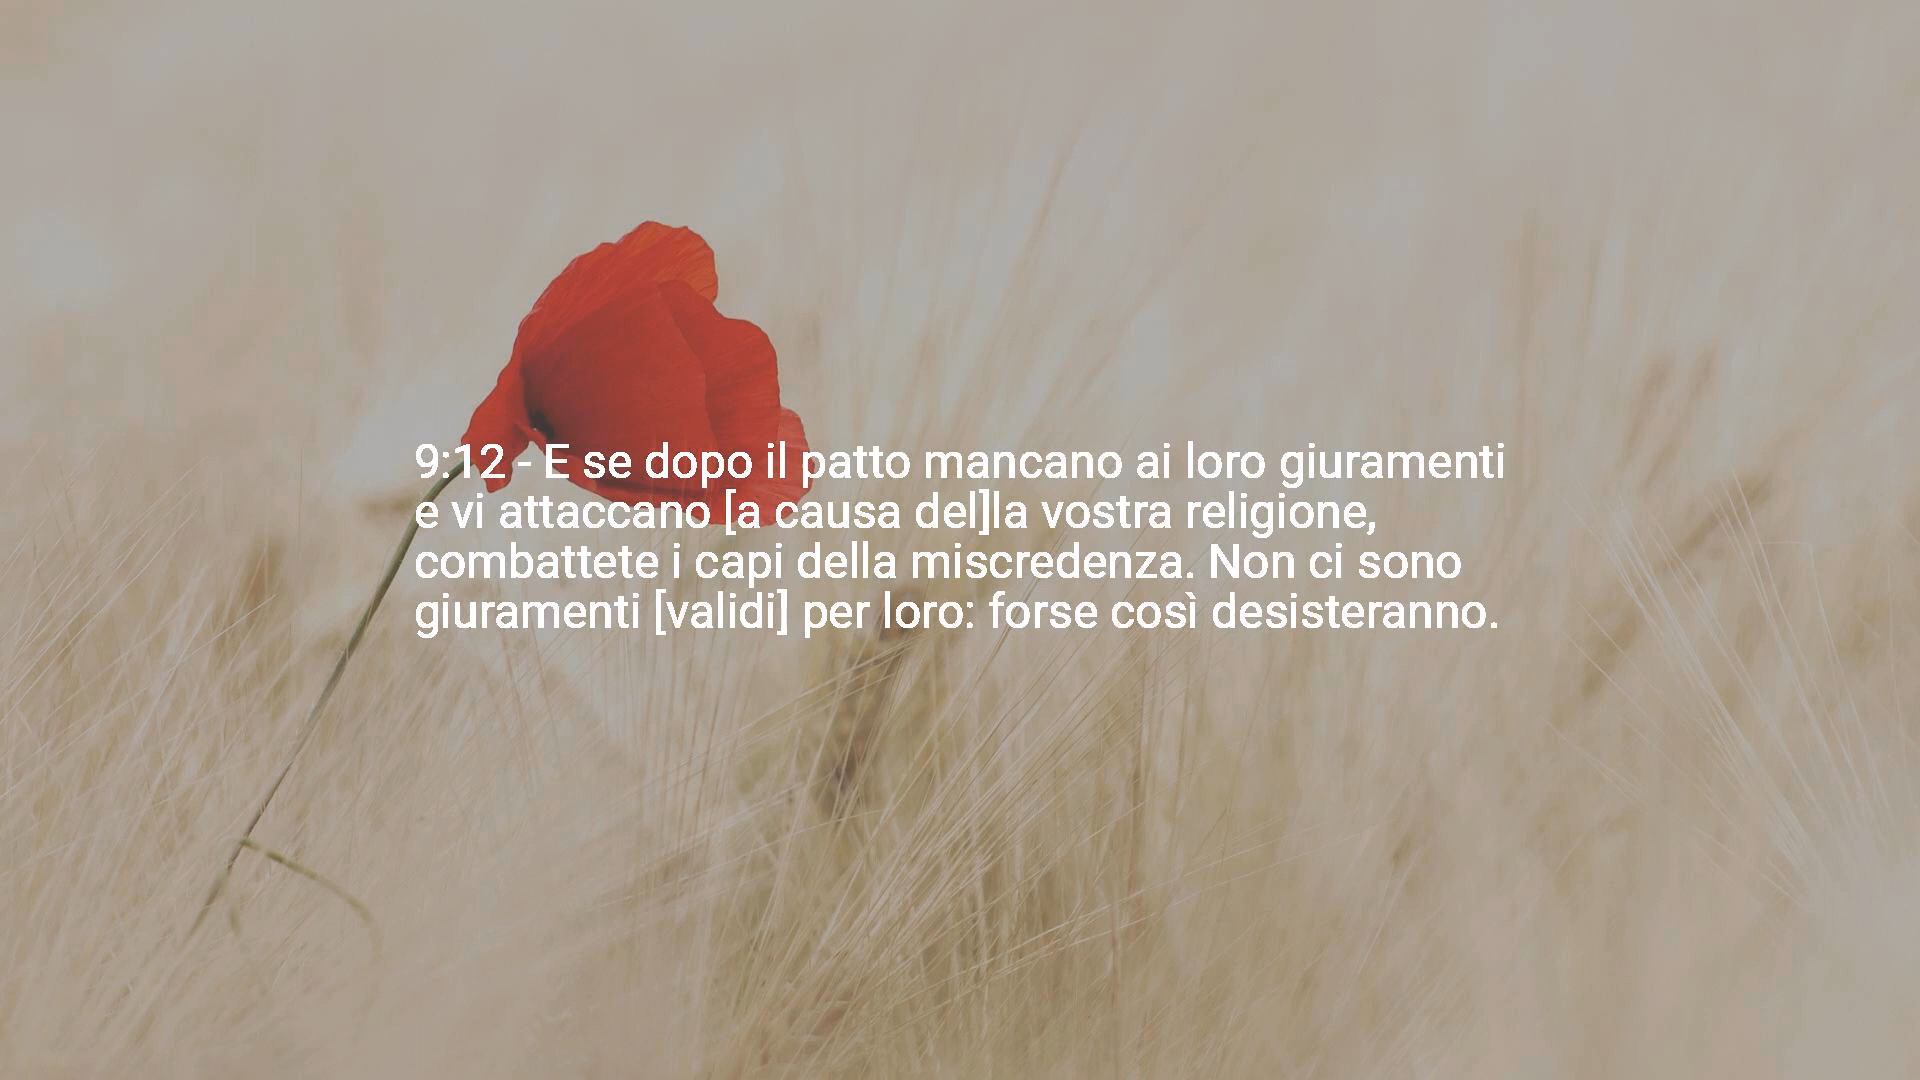 9:12 - E se dopo il patto mancano ai loro giuramenti
e vi attaccano [a causa del]la vostra religione,
combattete i capi della miscredenza. Non ci sono
giuramenti [validi] per loro: forse così desisteranno.